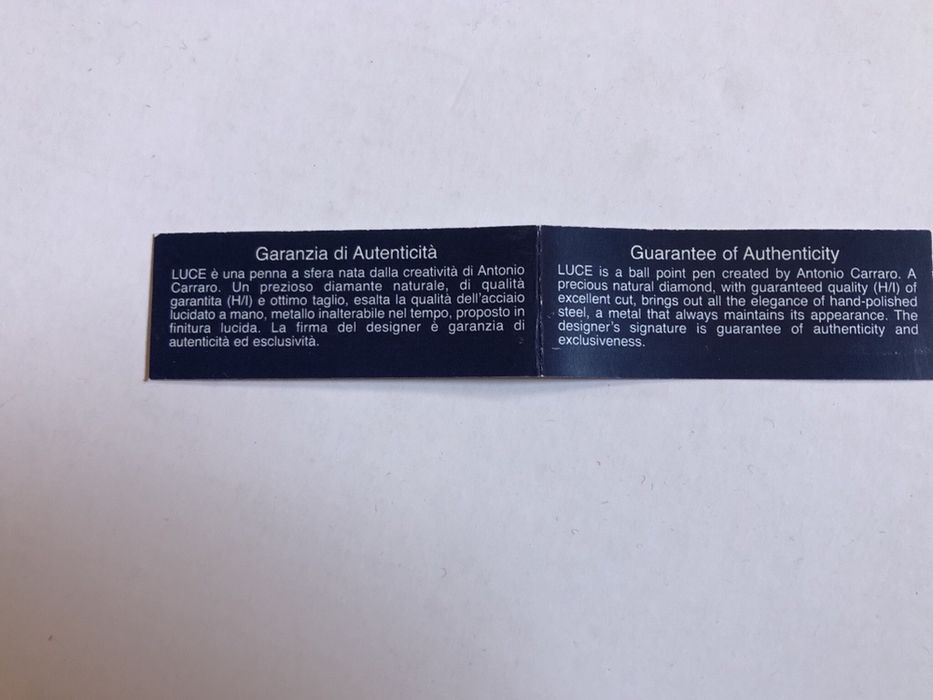 Garanzia di Autenticità
LUCE è una penna a sfera nata dalla creatività di Antonio
Carraro. Un prezioso diamante naturale, di qualità
garantita (H/I) e ottimo taglio, esalta la qualità dell'acciaio
lucidato a mano, metallo inalterabile nel tempo, proposto in
finitura lucida. La firma del designer è garanzia di
autenticità ed esclusività.
Guarantee of Authenticity
LUCE is a ball point pen created by Antonio Carraro. A
precious natural diamond, with guaranteed quality (H/I) of
excellent cut, brings out all the elegance of hand-polished
steel, a metal that always maintains its appearance. The
designer's signature is guarantee of authenticity and
exclusiveness.